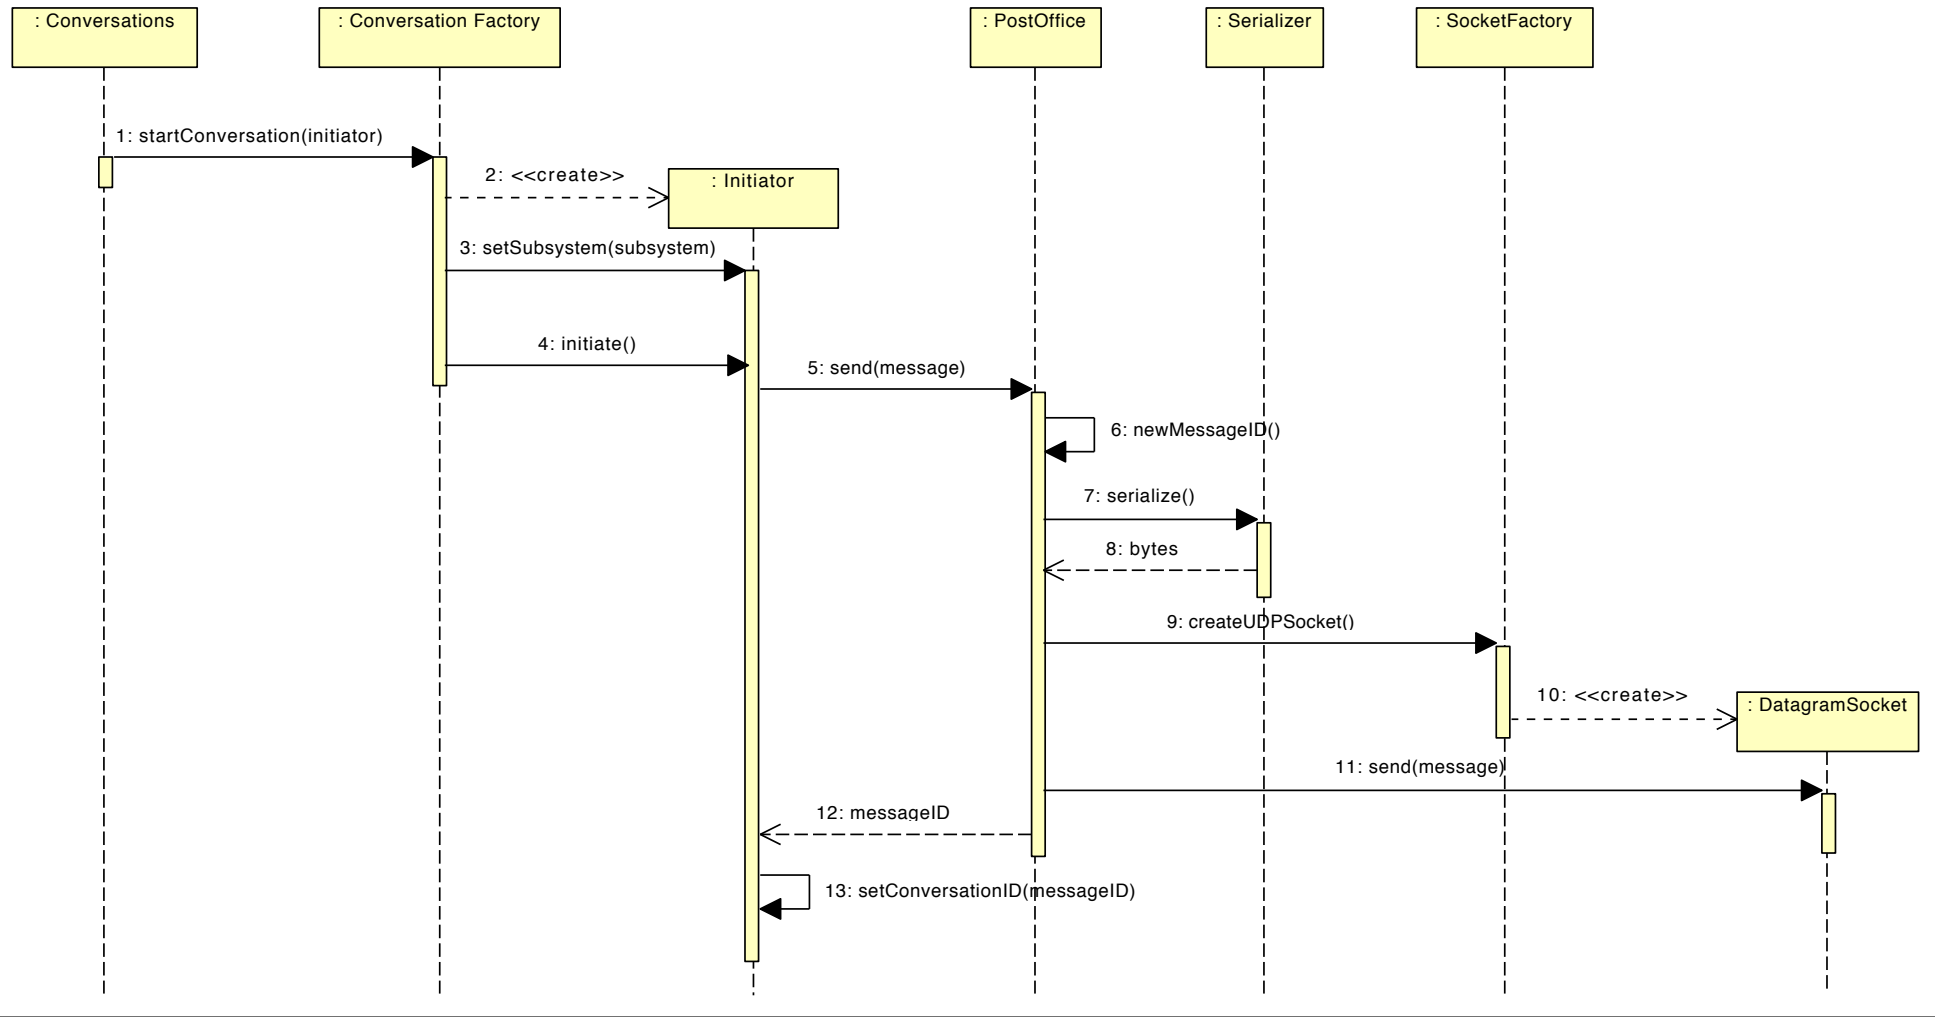 : Conversations
: Conversation Factory
: PostOffice
: Serializer
: SocketFactory
1: startConversation(initiator)
2: <<create>>
: Initiator
3: setSubsystem(subsystem)
4: initiate()
5: send(message)
6: newMessageID()
7: serialize()
8: bytes
9: createUDPSocket()
10: <<create>>
: DatagramSocket
11: send(message)
12: messageID
13: setConversationID(messageID)